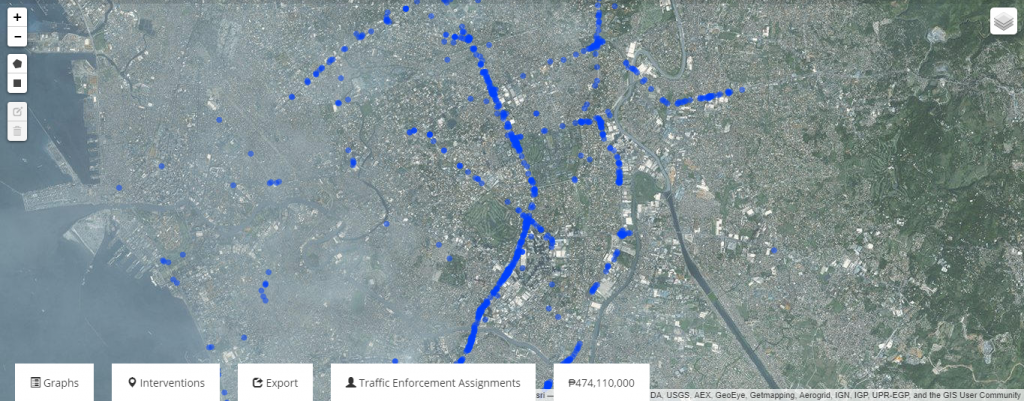 +
−
Graphs
Interventions
Export
Traffic Enforcement Assignments
₱474,110,000
sri — DA, USGS, AEX, GeoEye, Getmapping, Aerogrid, IGN, IGP, UPR-EGP, and the GIS User Community